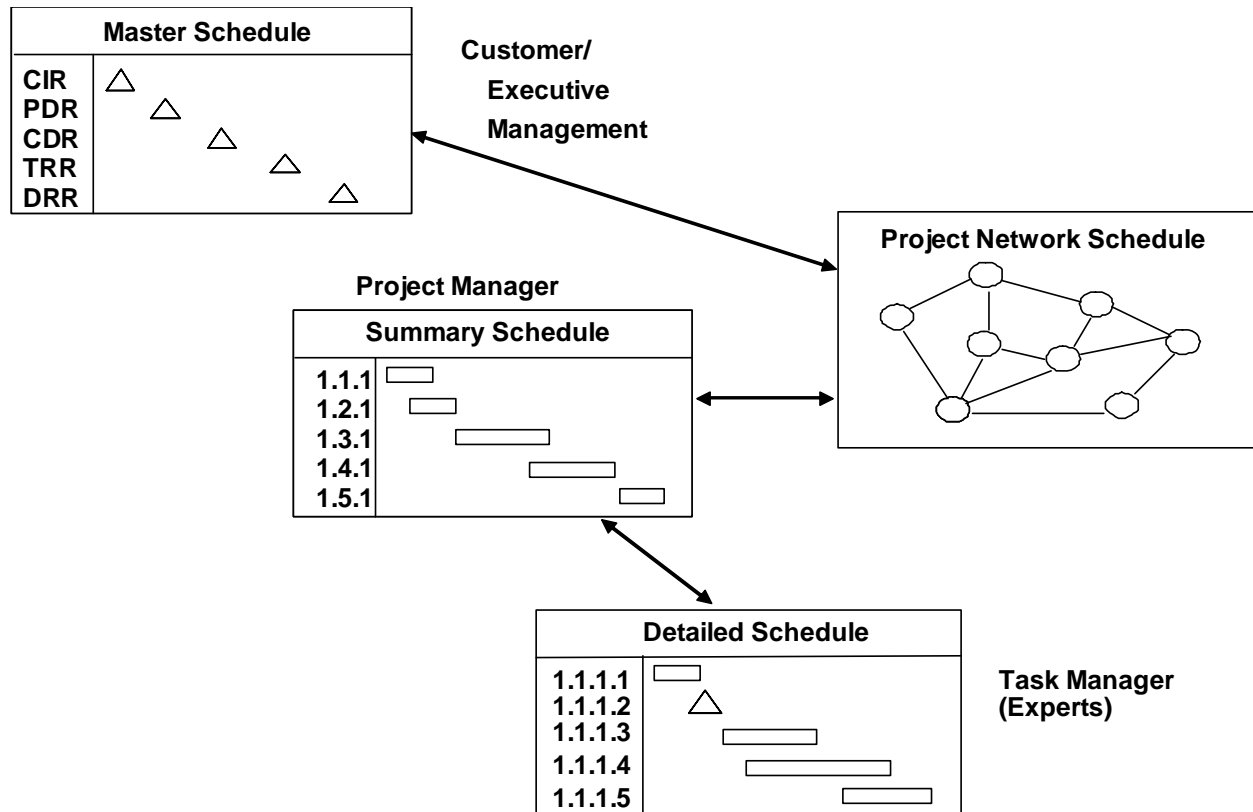 Master Schedule
CIR
PDR
CDR
TRR
DRR
Customer/
Executive
Management
Project Network Schedule
Project Manager
Summary Schedule
1.1.1
1.2.1
1.3.1
1.4.1
1.5.1
Detailed Schedule
1.1.1.1
1.1.1.2
1.1.1.3
1.1.1.4
1.1.1.5
Task Manager
(Experts)